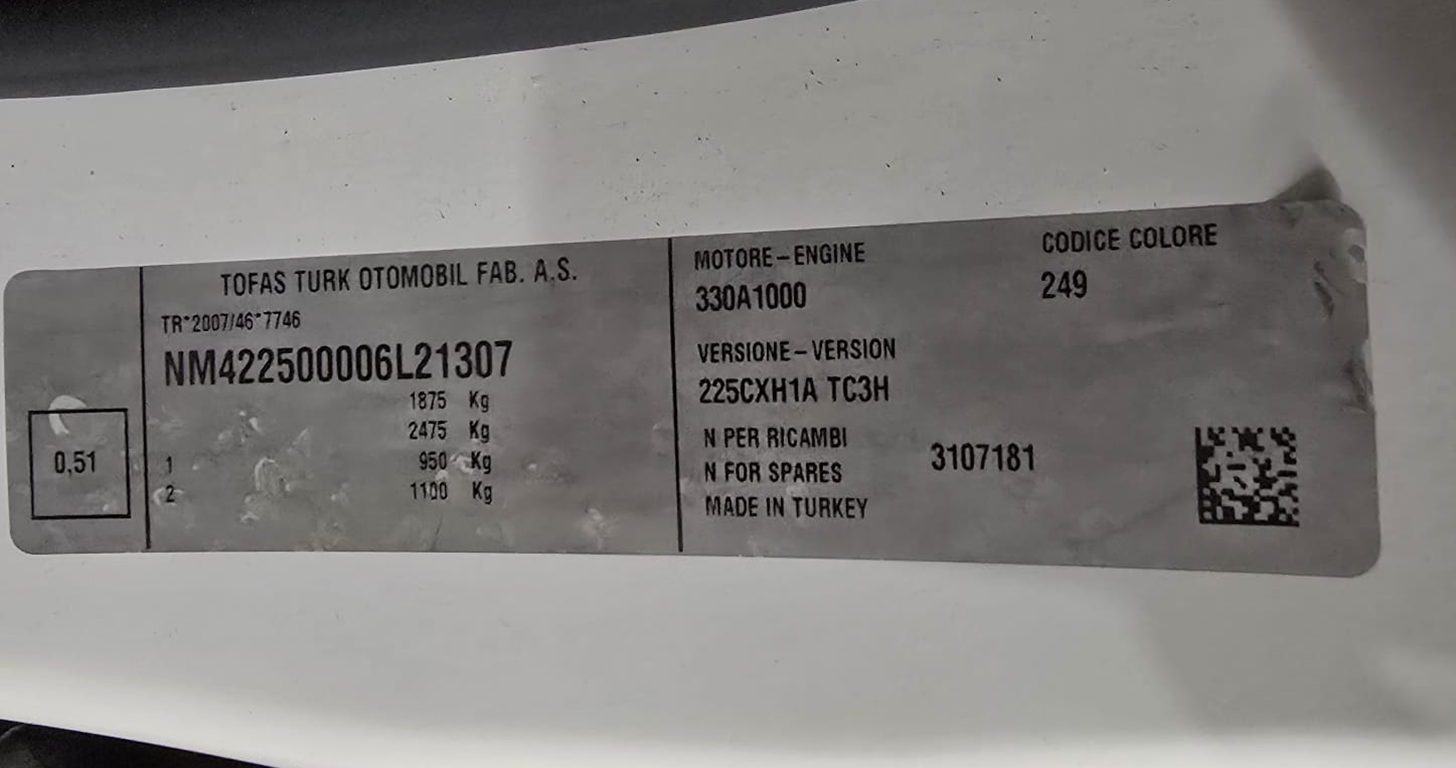 TOFAS TURK OTOMOBIL FAB. A.S.
TR*2007/46*7746
NM422500006L21307
1875 Kg
2475 Kg
1 950 Kg
2 1100 Kg
0,51
MOTORE-ENGINE
330A1000
CODICE COLORE
249
VERSIONE-VERSION
225CXH1A TC3H
N PER RICAMBI
N FOR SPARES
3107181
MADE IN TURKEY